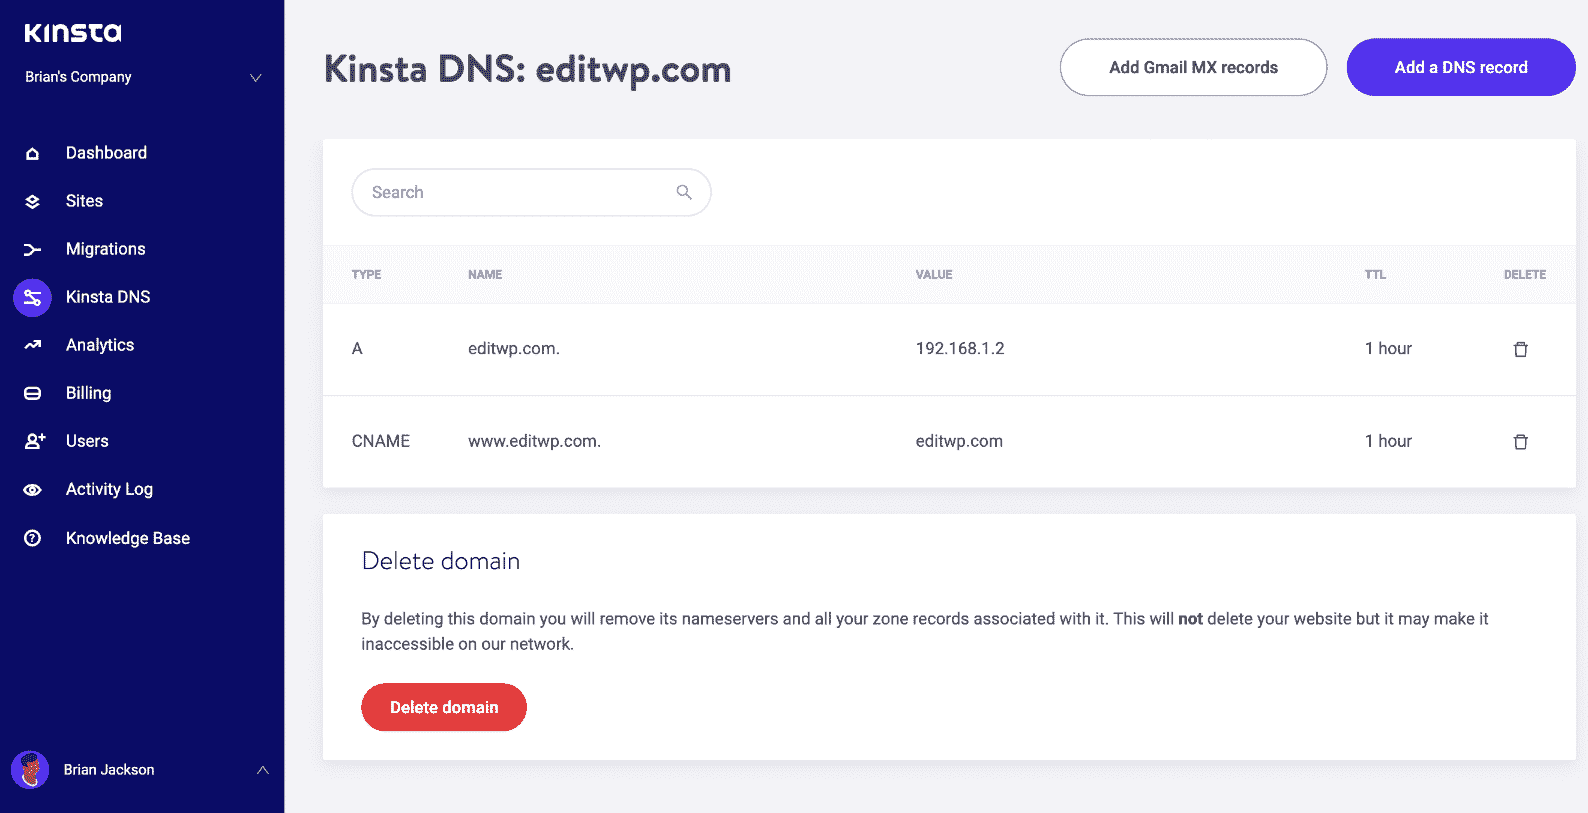 Kinsta
Brian's Company
Dashboard
Sites
Migrations
Kinsta DNS
Analytics
Billing
Users
Activity Log
Knowledge Base
Brian Jackson
Kinsta DNS: editwp.com
Add Gmail MX records
Add a DNS record
Search
TYPE NAME VALUE TTL DELETE
A editwp.com. 192.168.1.2 1 hour
CNAME www.editwp.com. editwp.com 1 hour
Delete domain
By deleting this domain you will remove its nameservers and all your zone records associated with it. This will not delete your website but it may make it
inaccessible on our network.
Delete domain